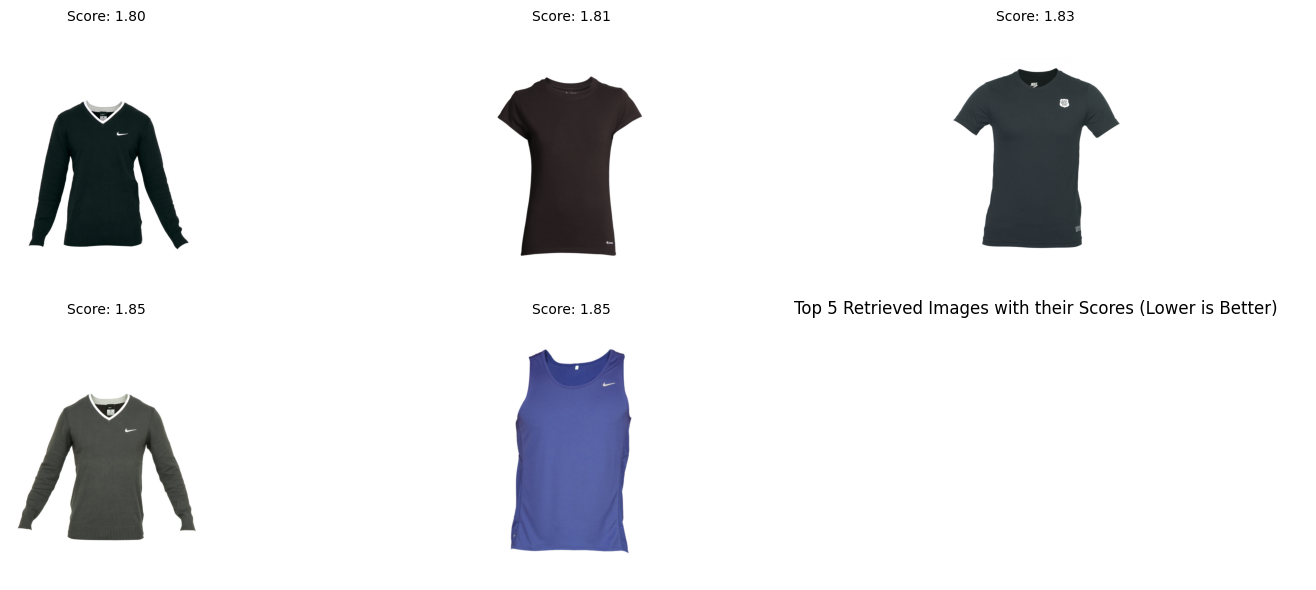 Score: 1.80
Score: 1.81
Score: 1.83
Score: 1.85
Score: 1.85
Top 5 Retrieved Images with their Scores (Lower is Better)